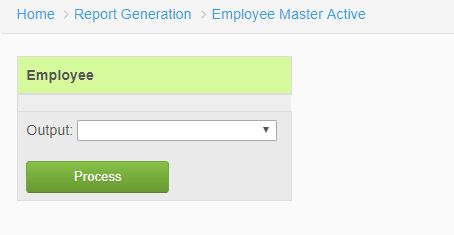 Home > Report Generation > Employee Master Active
Employee
Output:
Process